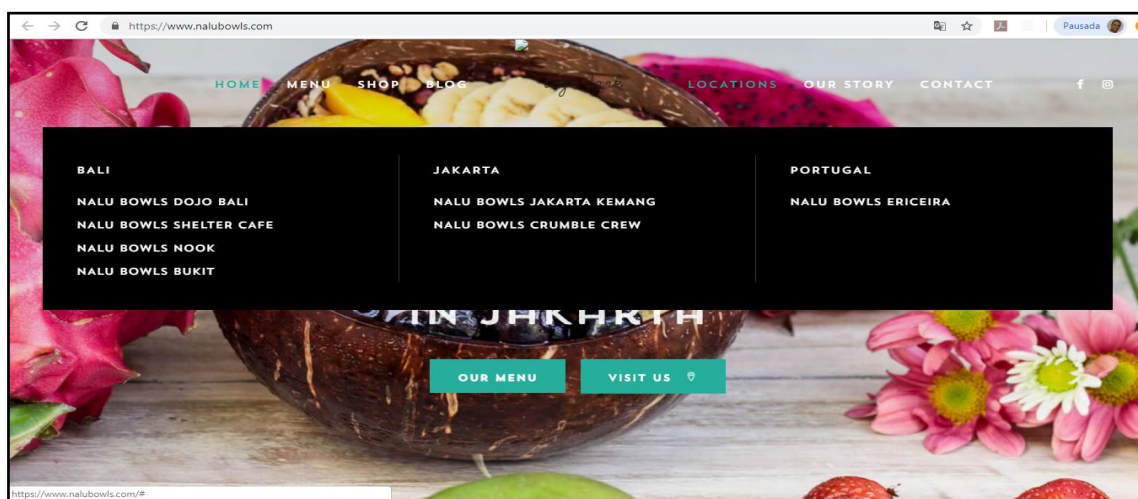 https://www.nalubowls.com
Pausada
HOME MENU SHOP BLOG LOCATIONS OUR STORY CONTACT
BALI
NALU BOWLS DOJO BALI
NALU BOWLS SHELTER CAFE
NALU BOWLS NOOK
NALU BOWLS BUKIT
JAKARTA
NALU BOWLS JAKARTA KEMANG
NALU BOWLS CRUMBLE CREW
PORTUGAL
NALU BOWLS ERICEIRA
IN JAKARTA
OUR MENU VISIT US
https://www.nalubowls.com/#